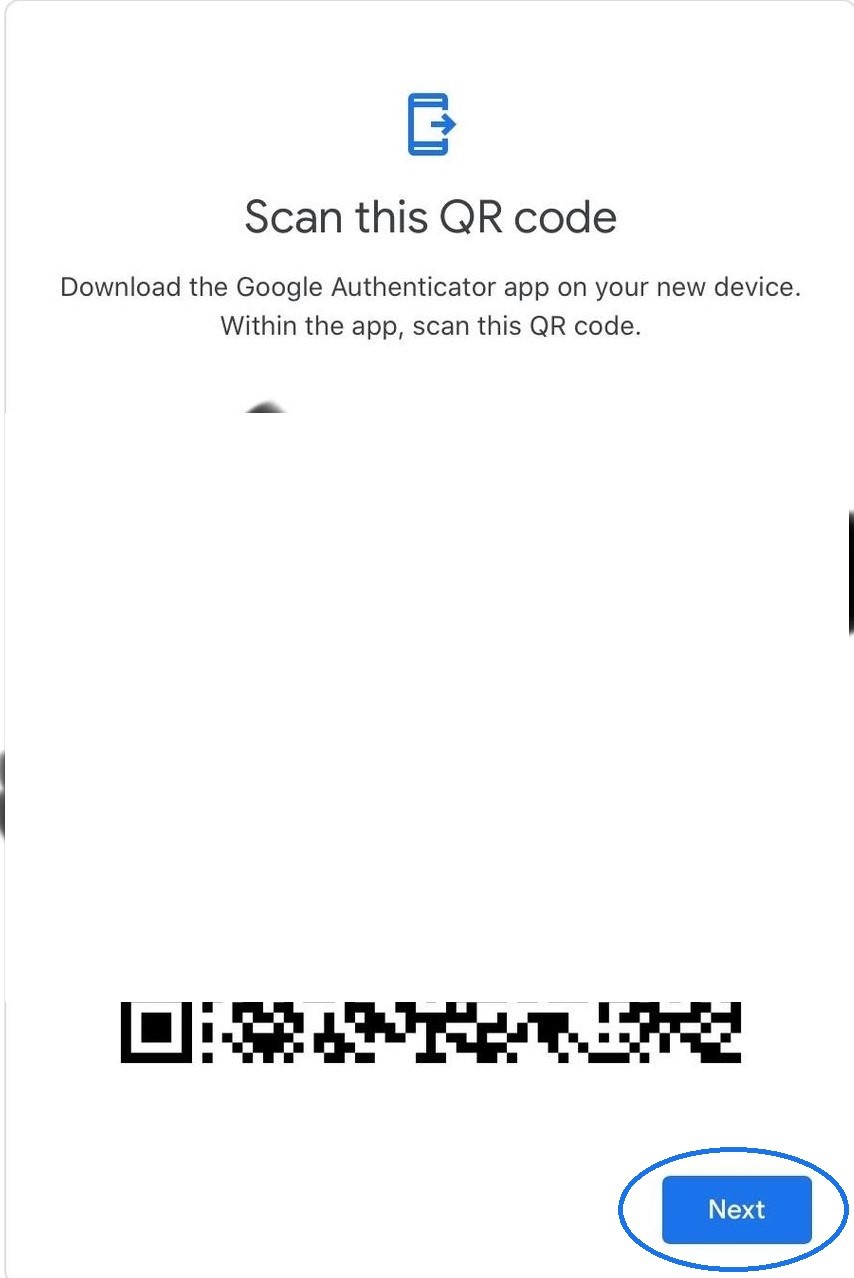 Scan this QR code
Download the Google Authenticator app on your new device.
Within the app, scan this QR code.
Next